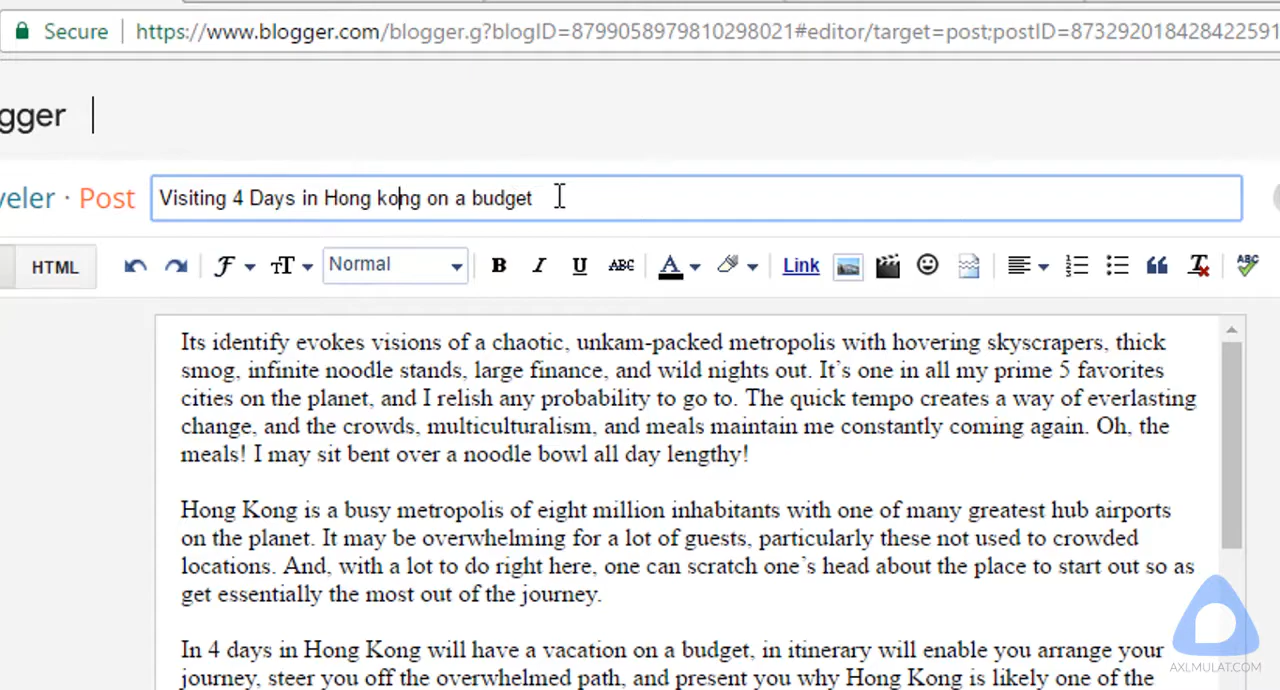 Secure https://www.blogger.com/blogger.g?blogID=8799058979810298021#editor/target=post;postID=873292018428422591
gger
veler · Post Visiting 4 Days in Hong kong on a budget
HTML F TT Normal B I U ABC A Link ABC
Its identify evokes visions of a chaotic, unkam-packed metropolis with hovering skyscrapers, thick
smog, infinite noodle stands, large finance, and wild nights out. It’s one in all my prime 5 favorites
cities on the planet, and I relish any probability to go to. The quick tempo creates a way of everlasting
change, and the crowds, multiculturalism, and meals maintain me constantly coming again. Oh, the
meals! I may sit bent over a noodle bowl all day lengthy!
Hong Kong is a busy metropolis of eight million inhabitants with one of many greatest hub airports
on the planet. It may be overwhelming for a lot of guests, particularly these not used to crowded
locations. And, with a lot to do right here, one can scratch one’s head about the place to start out so as
get essentially the most out of the journey.
In 4 days in Hong Kong will have a vacation on a budget, in itinerary will enable you arrange your
journey, steer you off the overwhelmed path, and present you why Hong Kong is likely one of the
AXLMULAT.COM